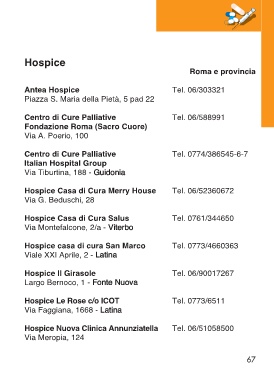 Hospice
Roma e provincia
Antea Hospice Tel. 06/303321
Piazza S. Maria della Pietà, 5 pad 22
Centro di Cure Palliative Tel. 06/588991
Fondazione Roma (Sacro Cuore)
Via A. Poerio, 100
Centro di Cure Palliative Tel. 0774/386545-6-7
Italian Hospital Group
Via Tiburtina, 188 - Guidonia
Hospice Casa di Cura Merry House Tel. 06/52360672
Via G. Beduschi, 28
Hospice Casa di Cura Salus Tel. 0761/344650
Via Montefalcone, 2/a - Viterbo
Hospice casa di cura San Marco Tel. 0773/4660363
Viale XXI Aprile, 2 - Latina
Hospice Il Girasole Tel. 06/90017267
Largo Bernoco, 1 - Fonte Nuova
Hospice Le Rose c/o ICOT Tel. 0773/6511
Via Faggiana, 1668 - Latina
Hospice Nuova Clinica Annunziatella Tel. 06/51058500
Via Meropia, 124
67